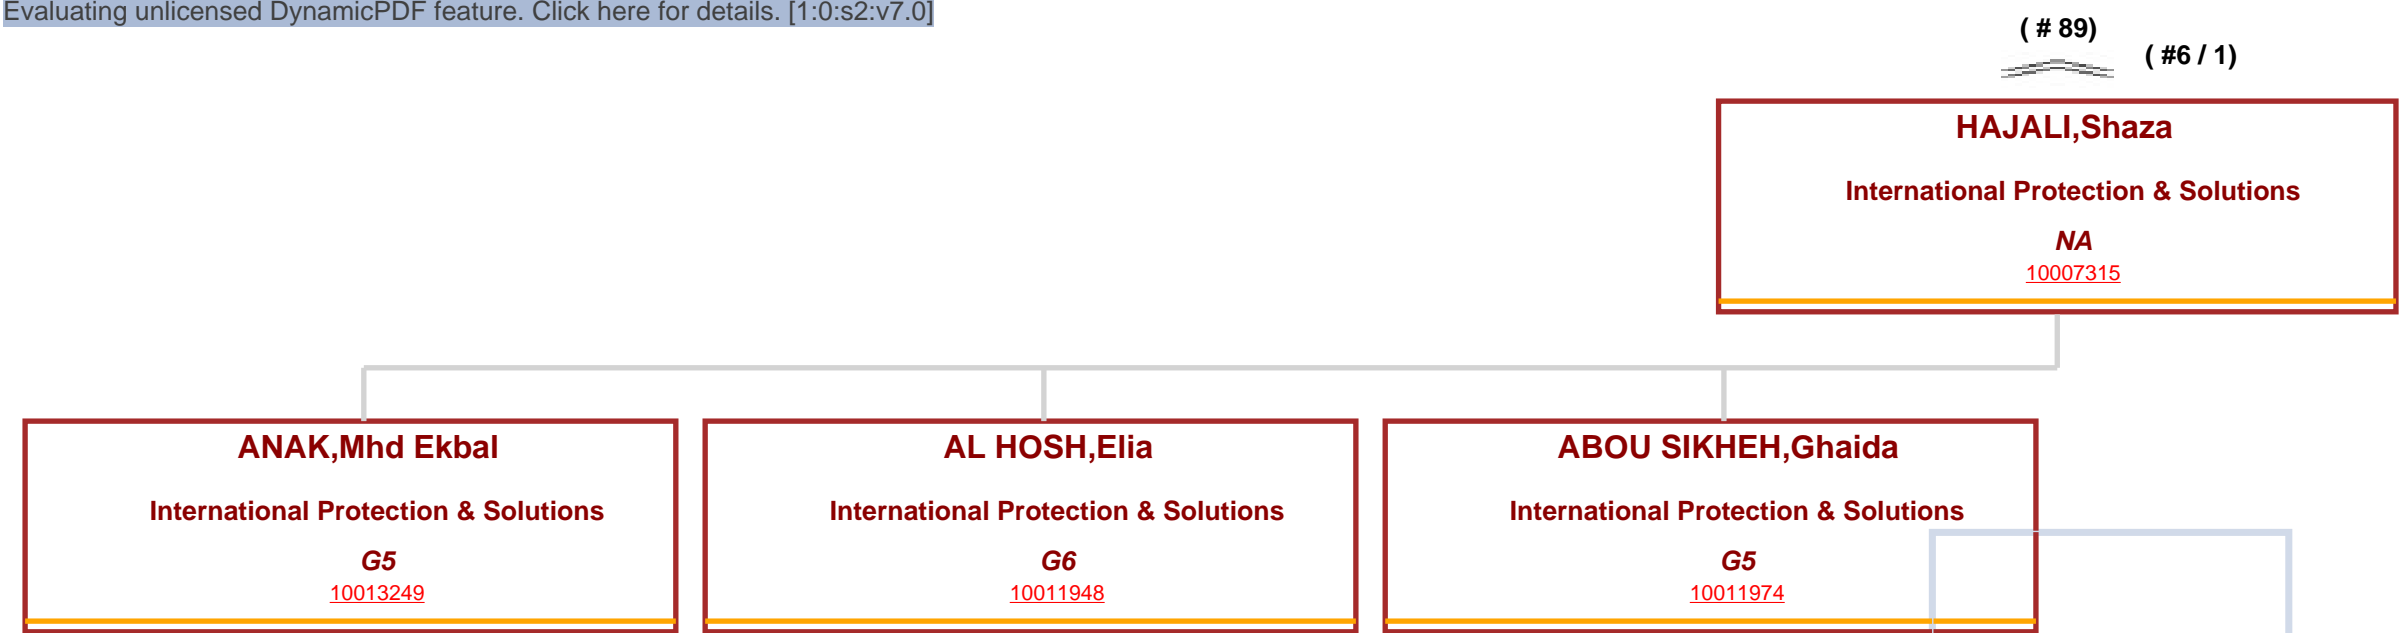 Evaluating unlicensed DynamicPDF feature. Click here for details. [1:0:s2:v7.0]
( # 89)
( #6 / 1)
HAJALI,Shaza
International Protection & Solutions
NA
10007315
ANAK,Mhd Ekbal
International Protection & Solutions
G5
10013249
AL HOSH,Elia
International Protection & Solutions
G6
10011948
ABOU SIKHEH,Ghaida
International Protection & Solutions
G5
10011974